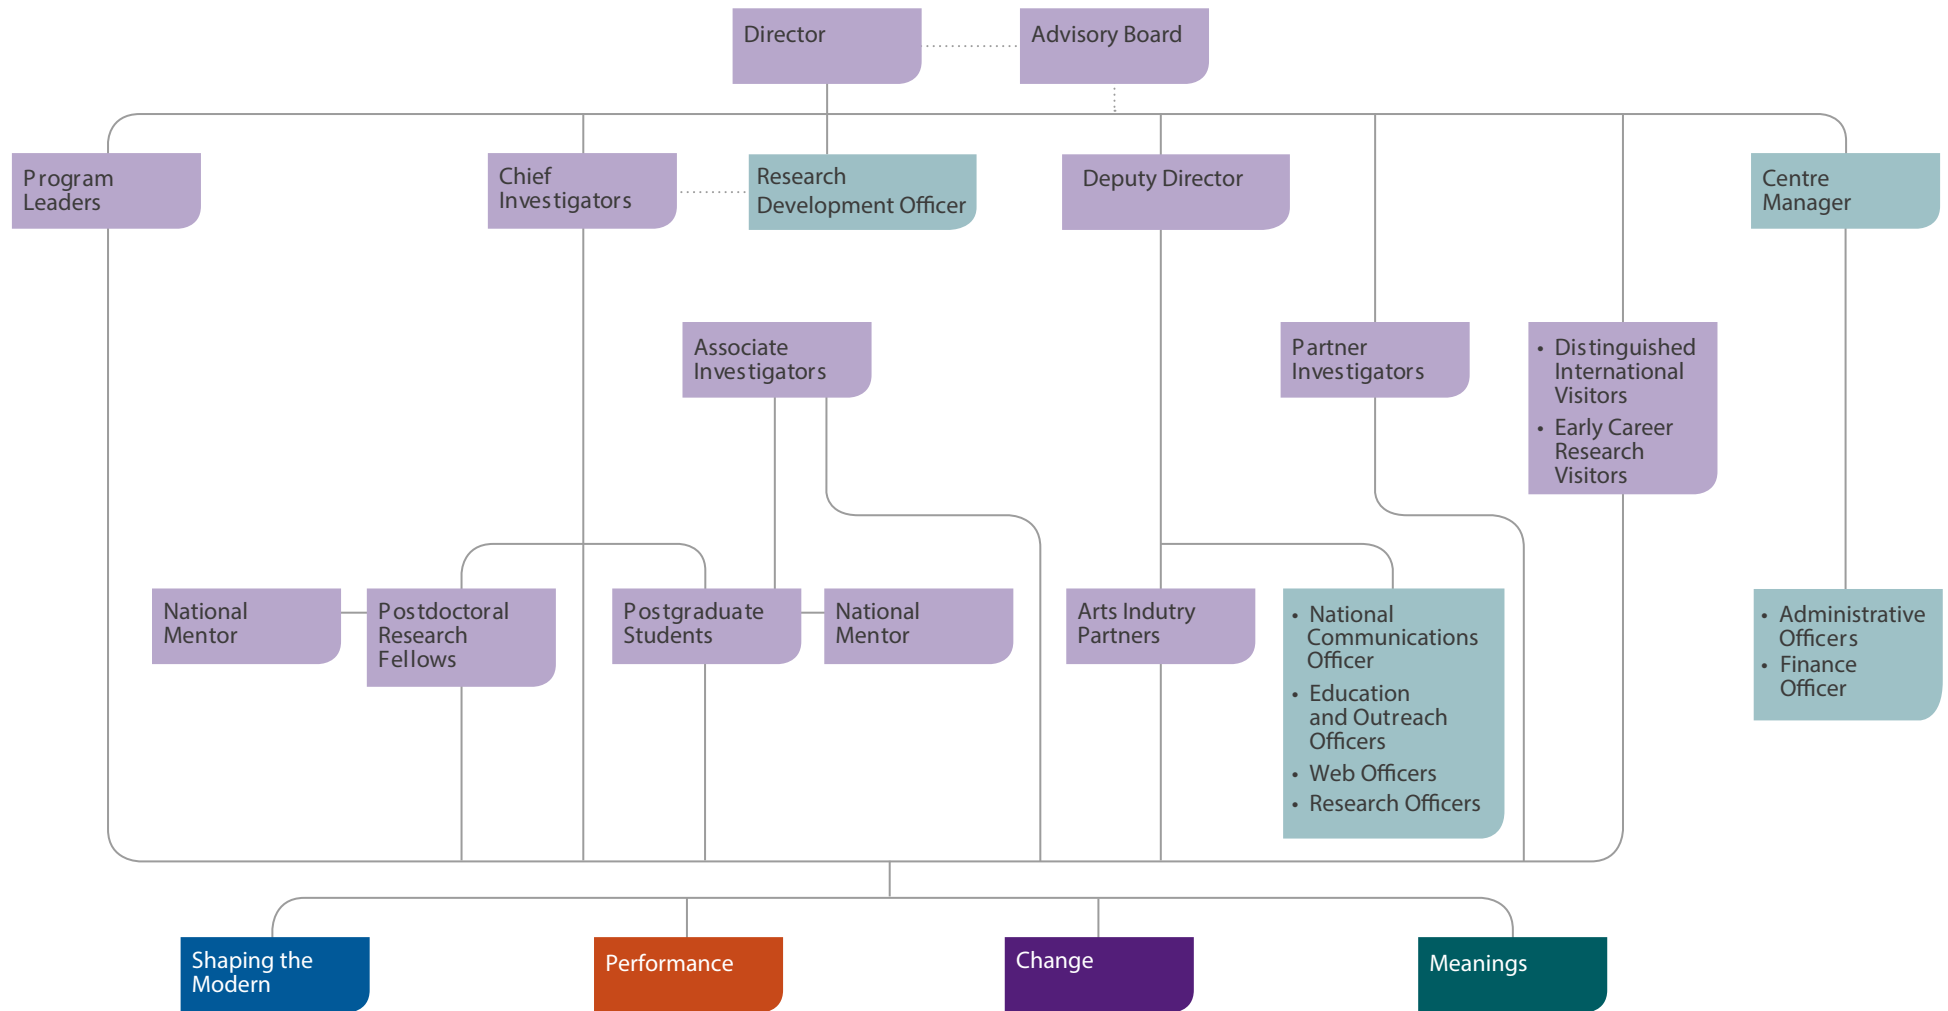 Director
Advisory Board
Program
Leaders
Chief
Investigators
Research
Development Officer
Deputy Director
Centre
Manager
Associate
Investigators
Partner
Investigators
• Distinguished
International
Visitors
• Early Career
Research
Visitors
National
Mentor
Postdoctoral
Research
Fellows
Postgraduate
Students
National
Mentor
Arts Indutry
Partners
• National
Communications
Officer
• Education
and Outreach
Officers
• Web Officers
• Research Officers
• Administrative
Officers
• Finance
Officer
Shaping the
Modern
Performance
Change
Meanings